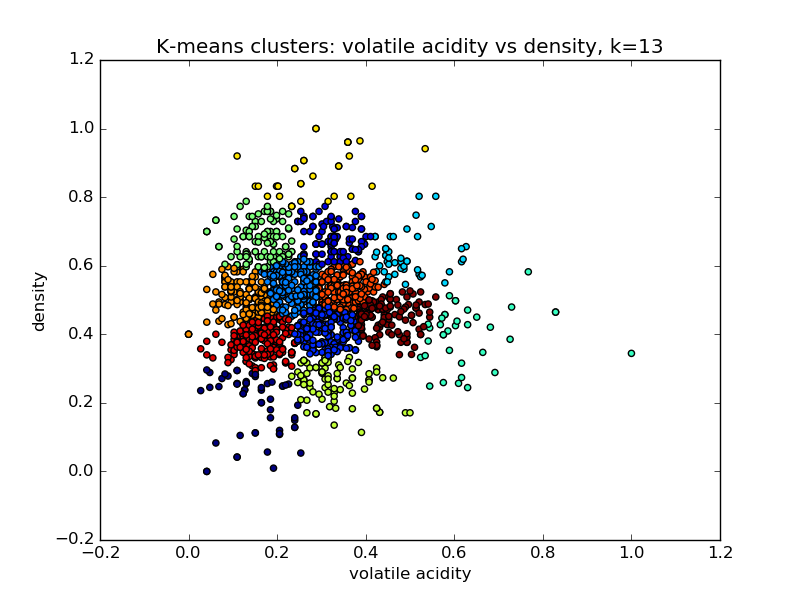 K-means clusters: volatile acidity vs density, k=13
1.2
1.0
0.8
0.6
0.4
0.2
0.0
−0.2
−0.2 0.0 0.2 0.4 0.6 0.8 1.0 1.2
density
volatile acidity